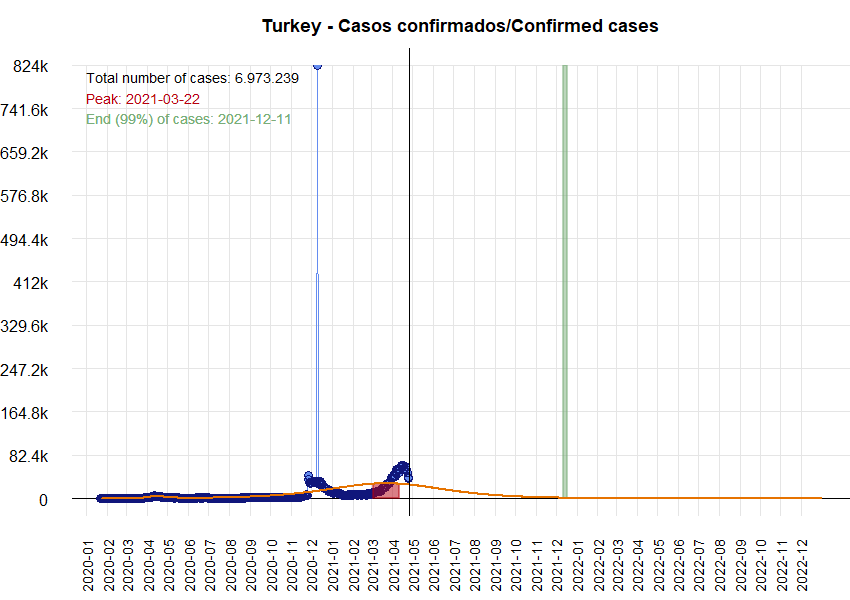 Turkey - Casos confirmados/Confirmed cases
824k
741.6k
659.2k
576.8k
494.4k
412k
329.6k
247.2k
164.8k
82.4k
0
Total number of cases: 6.973.239
Peak: 2021-03-22
End (99%) of cases: 2021-12-11
2020-01
2020-02
2020-03
2020-04
2020-05
2020-06
2020-07
2020-08
2020-09
2020-10
2020-11
2020-12
2021-01
2021-02
2021-03
2021-04
2021-05
2021-06
2021-07
2021-08
2021-09
2021-10
2021-11
2021-12
2022-01
2022-02
2022-03
2022-04
2022-05
2022-06
2022-07
2022-08
2022-09
2022-10
2022-11
2022-12